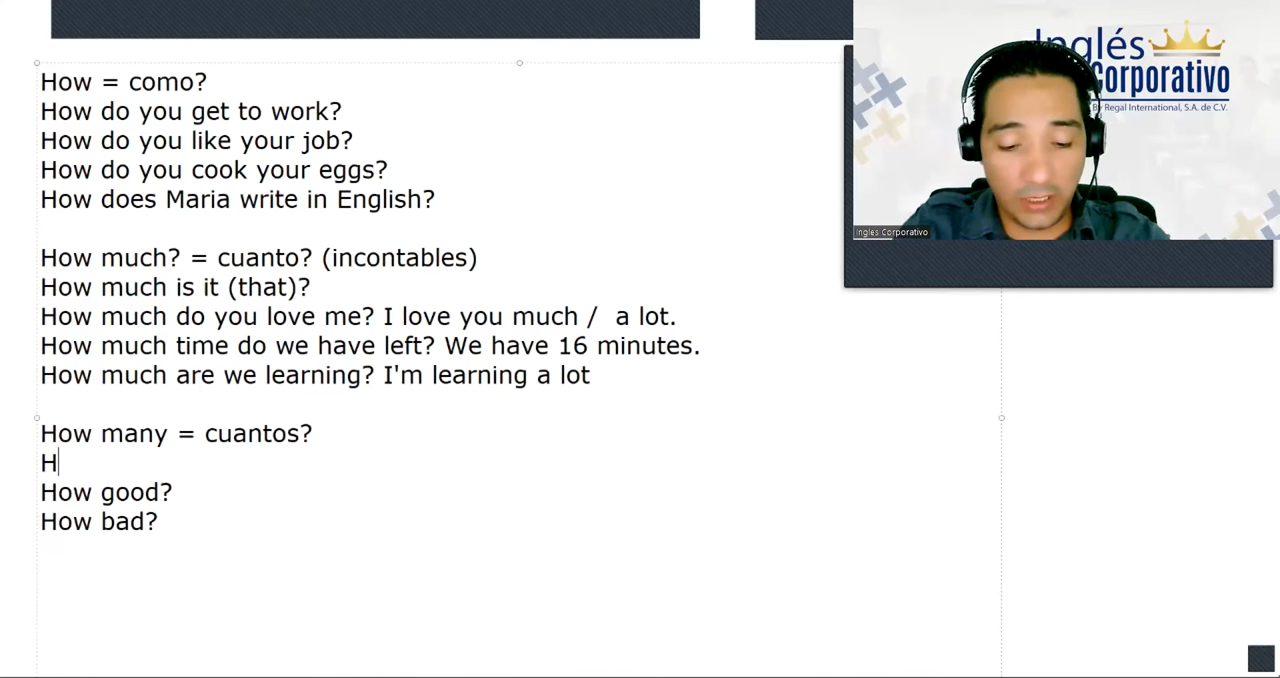 How = como?
How do you get to work?
How do you like your job?
How do you cook your eggs?
How does Maria write in English?
How much? = cuanto? (incontables)
How much is it (that)?
How much do you love me? I love you much /  a lot.
How much time do we have left? We have 16 minutes.
How much are we learning? I'm learning a lot
How many = cuantos?
H
How good?
How bad?
Inglés
Corporativo
By Regal International, S.A. de C.V.
Inglés Corporativo